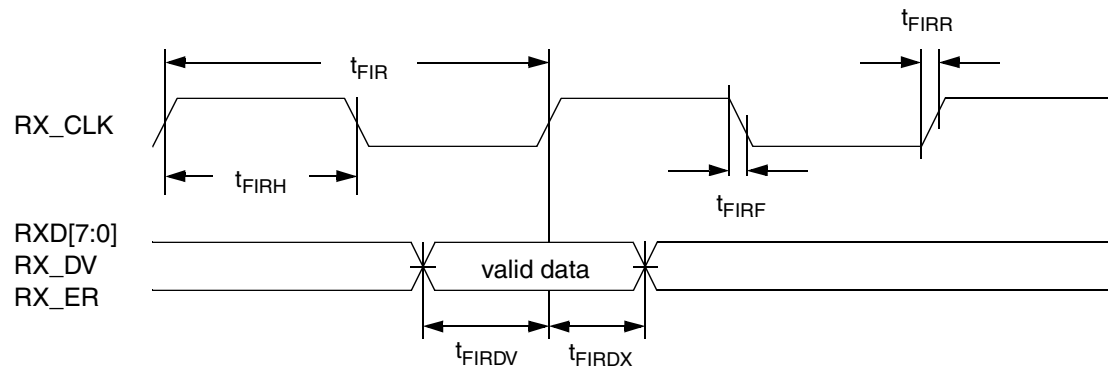 tFIRR
tFIR
RX_CLK
tFIRH
tFIRF
RXD[7:0]
RX_DV
valid data
RX_ER
tFIRDV
tFIRDX